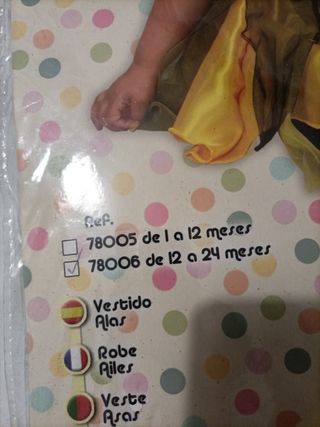 Ref.
78005 de 1 a 12 meses
78006 de 12 a 24 meses
Vestido
Alas
Robe
Ailes
Veste
Asas